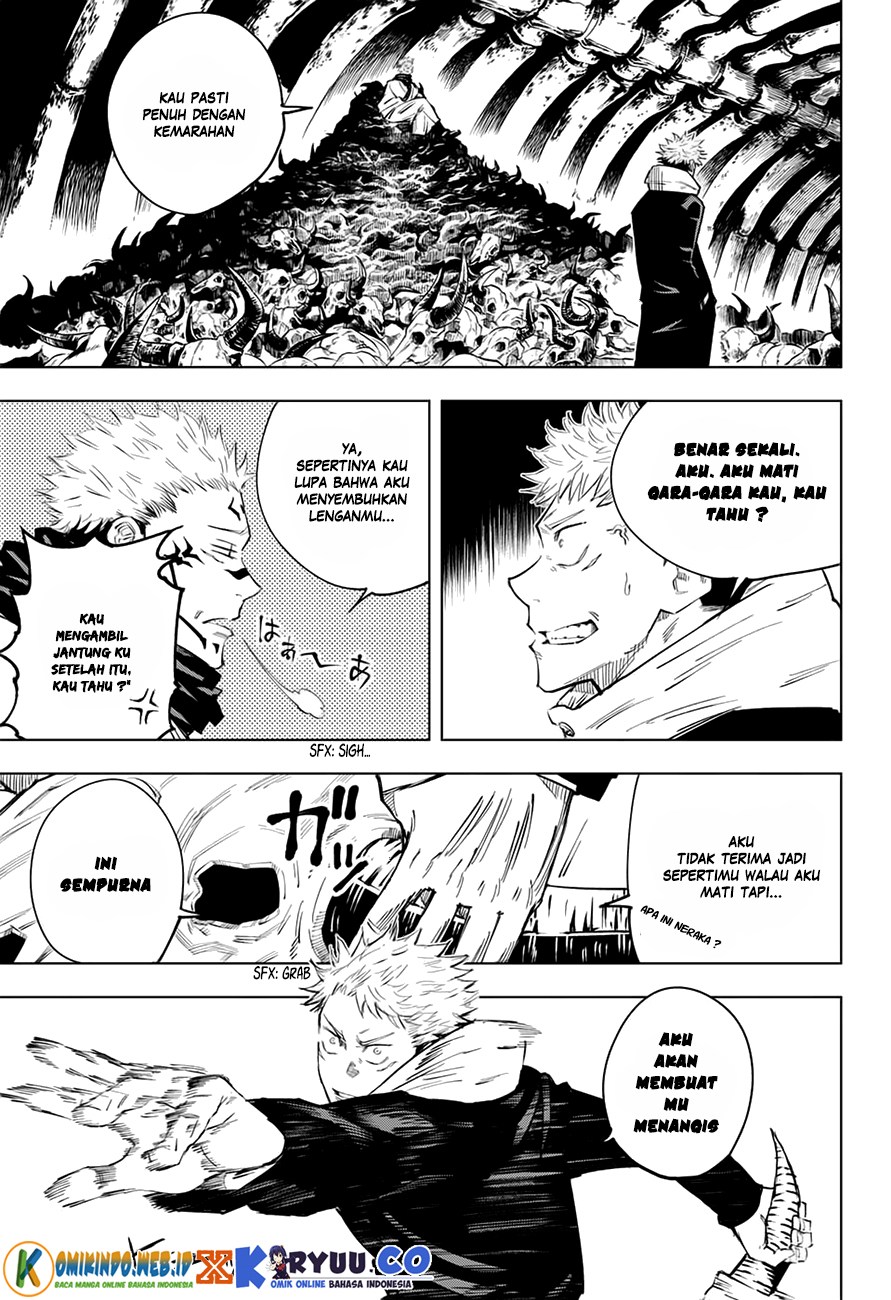 KAU PASTI
PENUH DENGAN
KEMARAHAN
BENAR SEKALI.
AKU. AKU MATI
GARA-GARA KAU, KAU
TAHU ?
YA,
SEPERTINYA KAU
LUPA BAHWA AKU
MENYEMBUHKAN
LENGANMU...
KAU
MENGAMBIL
JANTUNG KU
SETELAH ITU,
KAU TAHU ?"
はぁ〜ぁ
SFX: SIGH...
AKU
TIDAK TERIMA JADI
SEPERTIMU WALAU AKU
MATI TAPI...
APA INI NERAKA ?
ガッ
INI
SEMPURNA
SFX: GRAB
AKU
AKAN
MEMBUAT
MU
MENANGIS
KOMIKINDO.WEB.ID X KIRYUU.CO
BACA MANGA ONLINE BAHASA INDONESIA
OMIK ONLINE BAHASA INDONESIA